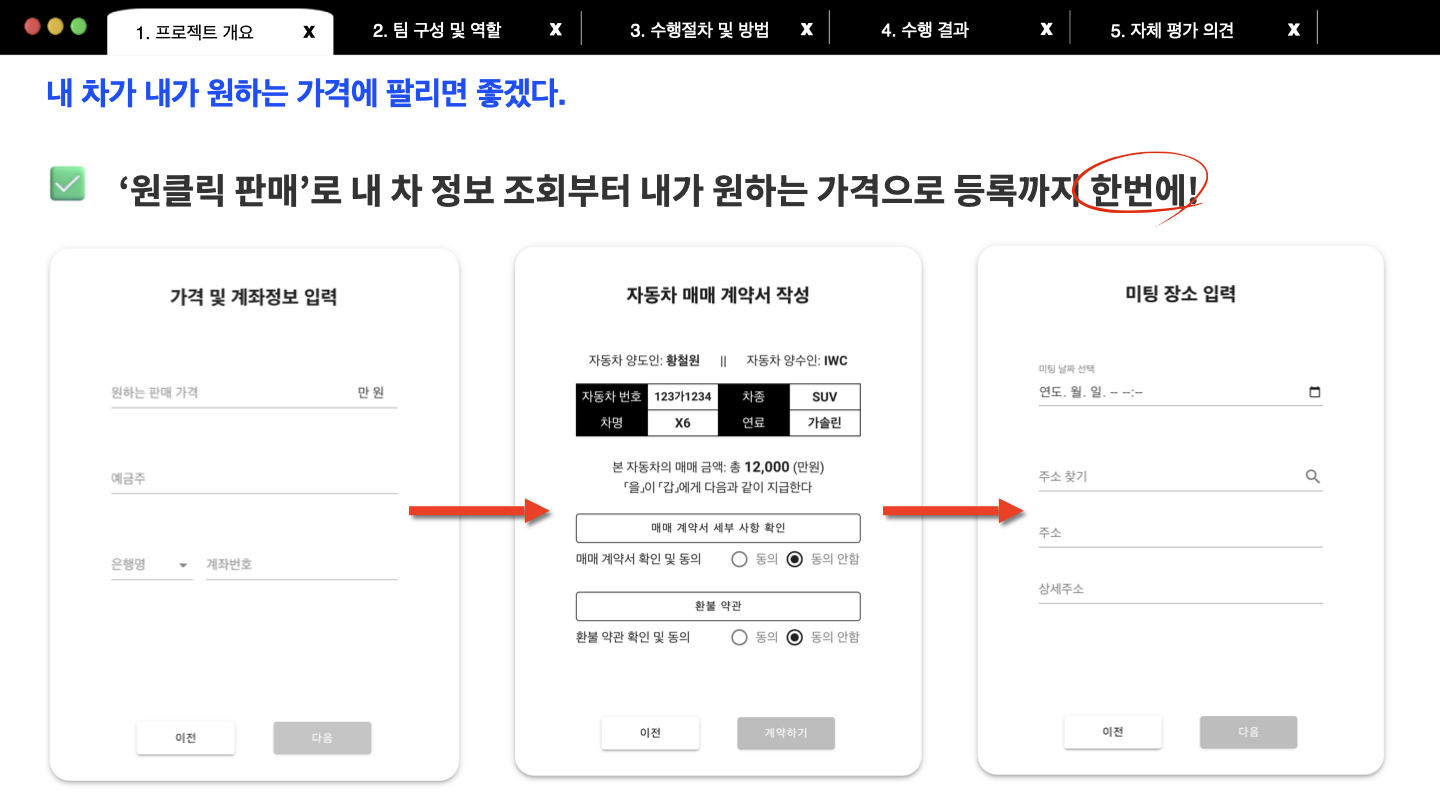 1. 프로젝트 개요 X 2. 팀 구성 및 역할 X 3. 수행절차 및 방법 X 4. 수행 결과 X 5. 자체 평가 의견 X
내 차가 내가 원하는 가격에 팔리면 좋겠다.
‘원클릭 판매’로 내 차 정보 조회부터 내가 원하는 가격으로 등록까지 한번에!
가격 및 계좌정보 입력
원하는 판매 가격 만 원
예금주
은행명 계좌번호
이전 다음
자동차 매매 계약서 작성
자동차 양도인: 황철원 || 자동차 양수인: IWC
자동차 번호 123가1234 차종 SUV
차명 X6 연료 가솔린
본 자동차의 매매 금액: 총 12,000 (만원)
「을」이 「갑」에게 다음과 같이 지급한다
매매 계약서 세부 사항 확인
매매 계약서 확인 및 동의 동의 동의 안함
환불 약관
환불 약관 확인 및 동의 동의 동의 안함
이전 계약하기
미팅 장소 입력
미팅 날짜 선택
연도. 월. 일. -- --:--
주소 찾기
주소
상세주소
이전 다음